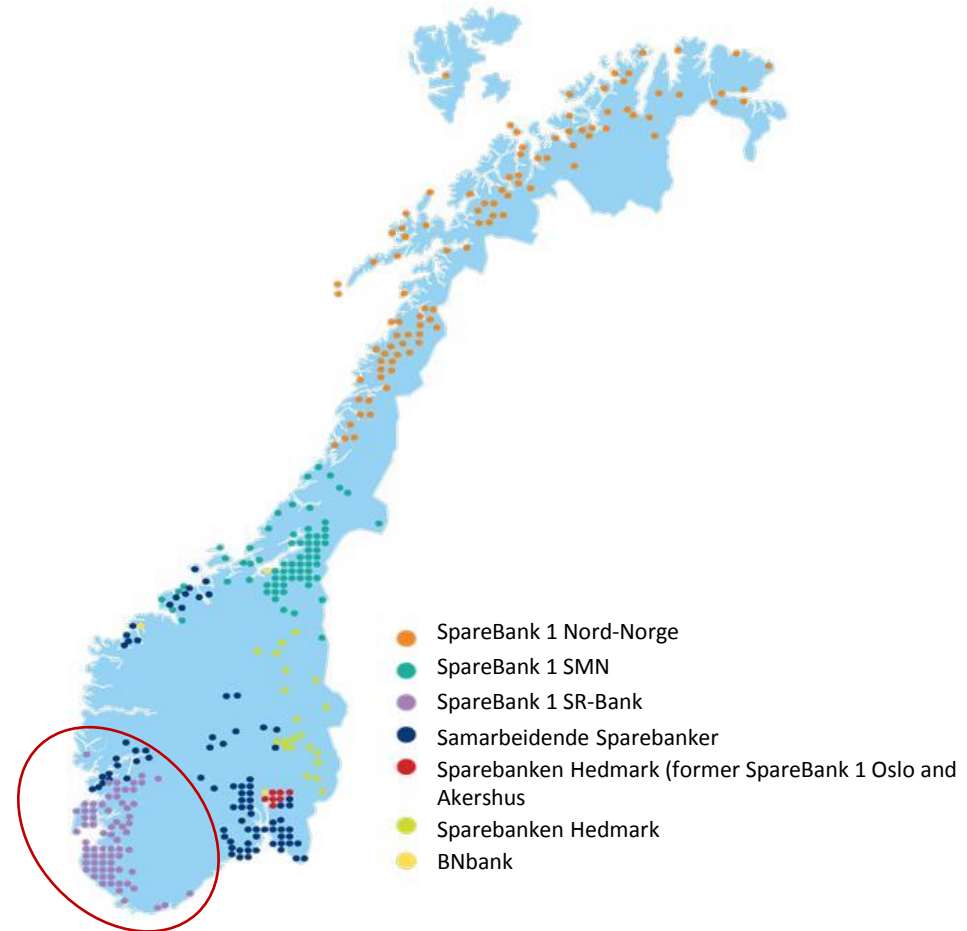 SpareBank 1 Nord-Norge
SpareBank 1 SMN
SpareBank 1 SR-Bank
Samarbeidende Sparebanker
Sparebanken Hedmark (former SpareBank 1 Oslo and
Akershus
Sparebanken Hedmark
BNbank